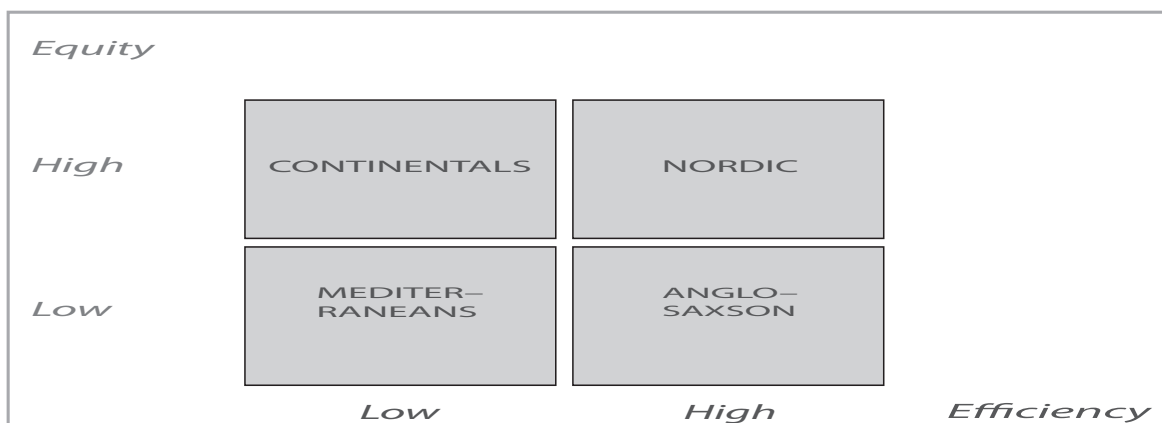 Equity
High
CONTINENTALS
NORDIC
Low
MEDITER–
RANEANS
ANGLO–
SAXSON
Low
High
Efficiency